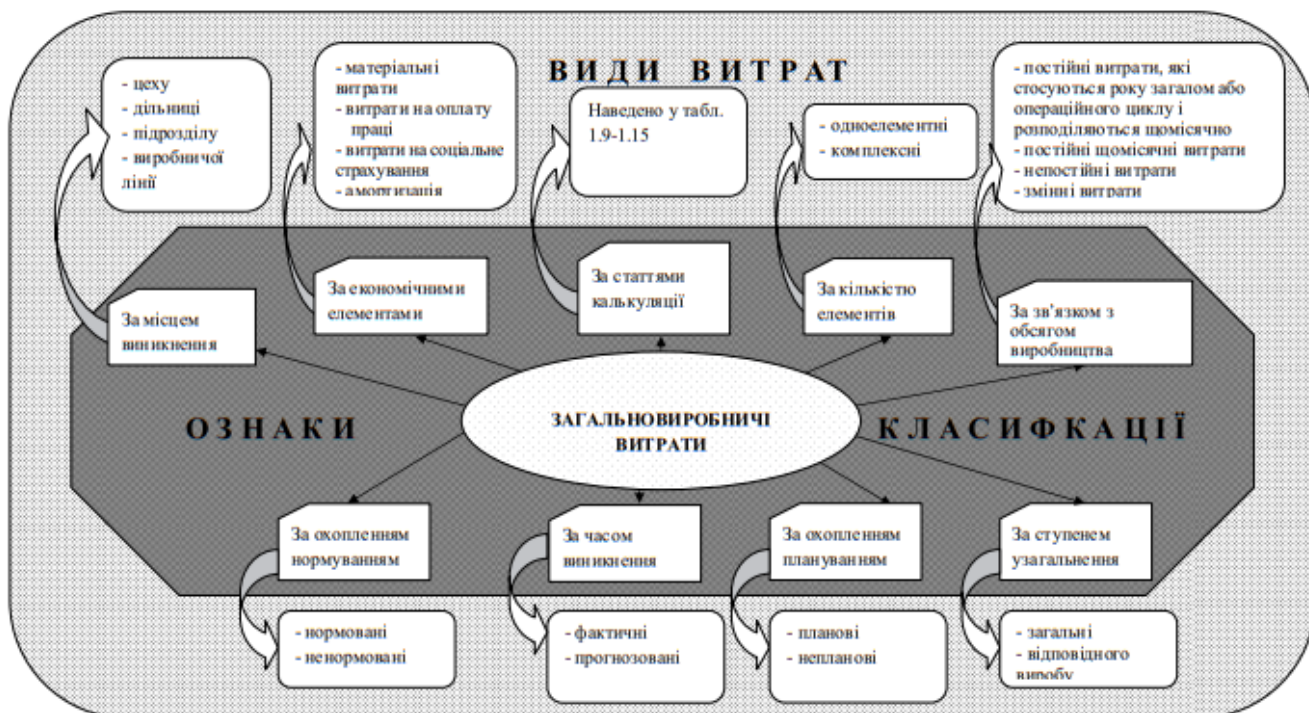 ВИДИ ВИТРАТ
- цеху
- дільниці
- підрозділу
- виробничої
лінії
- матеріальні
витрати
- витрати на оплату
праці
- витрати на соціальне
страхування
- амортизація
Наведено у табл.
1.9-1.15
- одноелементні
- комплексні
- постійні витрати, які
стосуються року загалом або
операційного циклу і
розподіляються щомісячно
- постійні щомісячні витрати
- непостійні витрати
- змінні витрати
За місцем
виникнення
За економічними
елементами
За статтями
калькуляції
За кількістю
елементів
За зв'язком з
обсягом
виробництва
ОЗНАКИ
ЗАГАЛЬНОВИРОБНИЧІ
ВИТРАТИ
КЛАСИФКАЦІЇ
За охопленням
нормуванням
За часом
виникнення
За охопленням
плануванням
За ступенем
узагальнення
- нормовані
- ненормовані
- фактичні
- прогнозовані
- планові
- непланові
- загальні
- відповідного
виробу